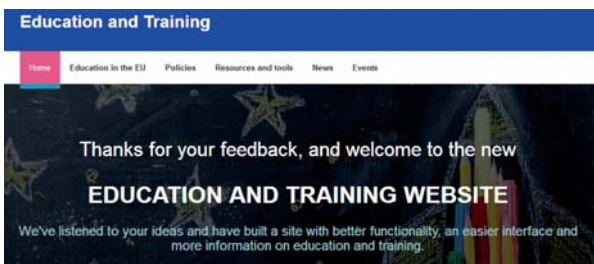 Education and Training
Home Education in the EU Policies Resources and tools News Events
Thanks for your feedback, and welcome to the new
EDUCATION AND TRAINING WEBSITE
We've listened to your ideas and have built a site with better functionality, an easier interface and
more information on education and training.